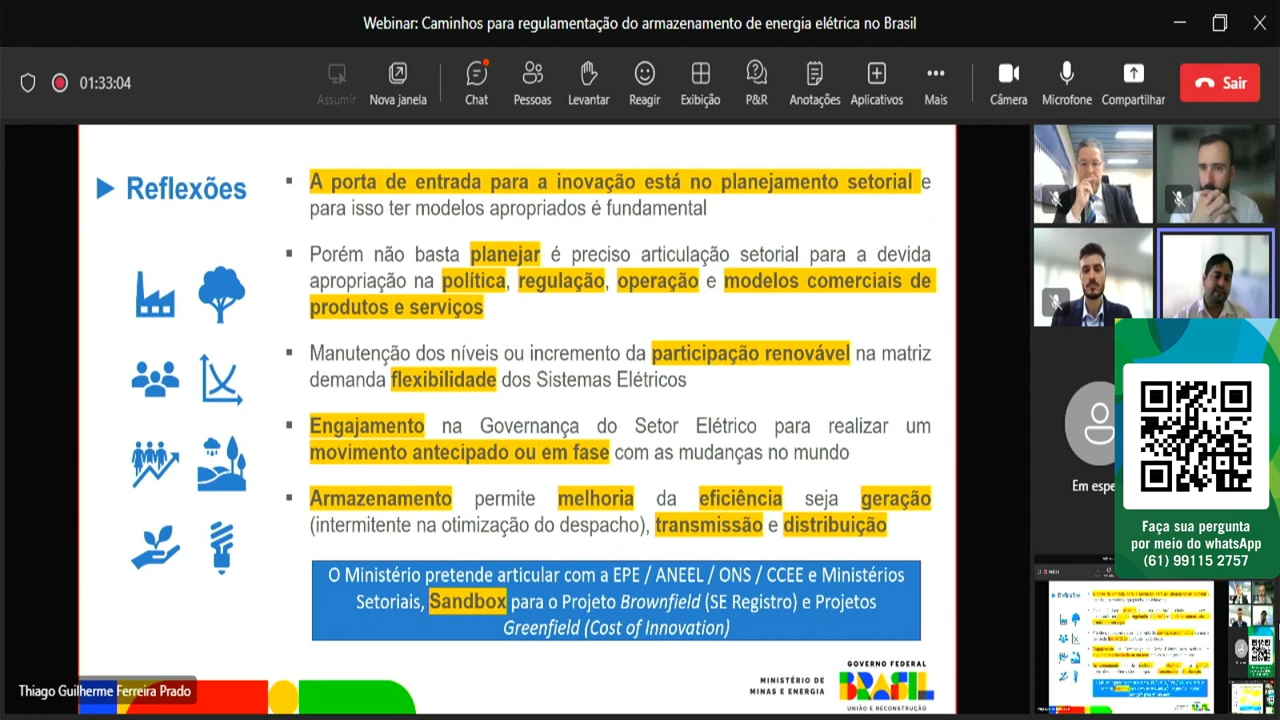 Webinar: Caminhos para regulamentação do armazenamento de energia elétrica no Brasil
01:33:04
Assumir
Nova janela
Chat
Pessoas
Levantar
Reagir
Exibição
P&R
Anotações
Aplicativos
Mais
Câmera
Microfone
Compartilhar
Sair
Reflexões
▪ A porta de entrada para a inovação está no planejamento setorial e
para isso ter modelos apropriados é fundamental
▪ Porém não basta planejar é preciso articulação setorial para a devida
apropriação na política, regulação, operação e modelos comerciais de
produtos e serviços
▪ Manutenção dos níveis ou incremento da participação renovável na matriz
demanda flexibilidade dos Sistemas Elétricos
▪ Engajamento na Governança do Setor Elétrico para realizar um
movimento antecipado ou em fase com as mudanças no mundo
▪ Armazenamento permite melhoria da eficiência seja geração
(intermitente na otimização do despacho), transmissão e distribuição
O Ministério pretende articular com a EPE / ANEEL / ONS / CCEE e Ministérios
Setoriais, Sandbox para o Projeto Brownfield (SE Registro) e Projetos
Greenfield (Cost of Innovation)
Thiago Guilherme Ferreira Prado
MINISTÉRIO DE
MINAS E ENERGIA
GOVERNO FEDERAL
BRASIL
UNIÃO E RECONSTRUÇÃO
Em espe
Faça sua pergunta
por meio do whatsApp
(61) 99115 2757
Reflexões